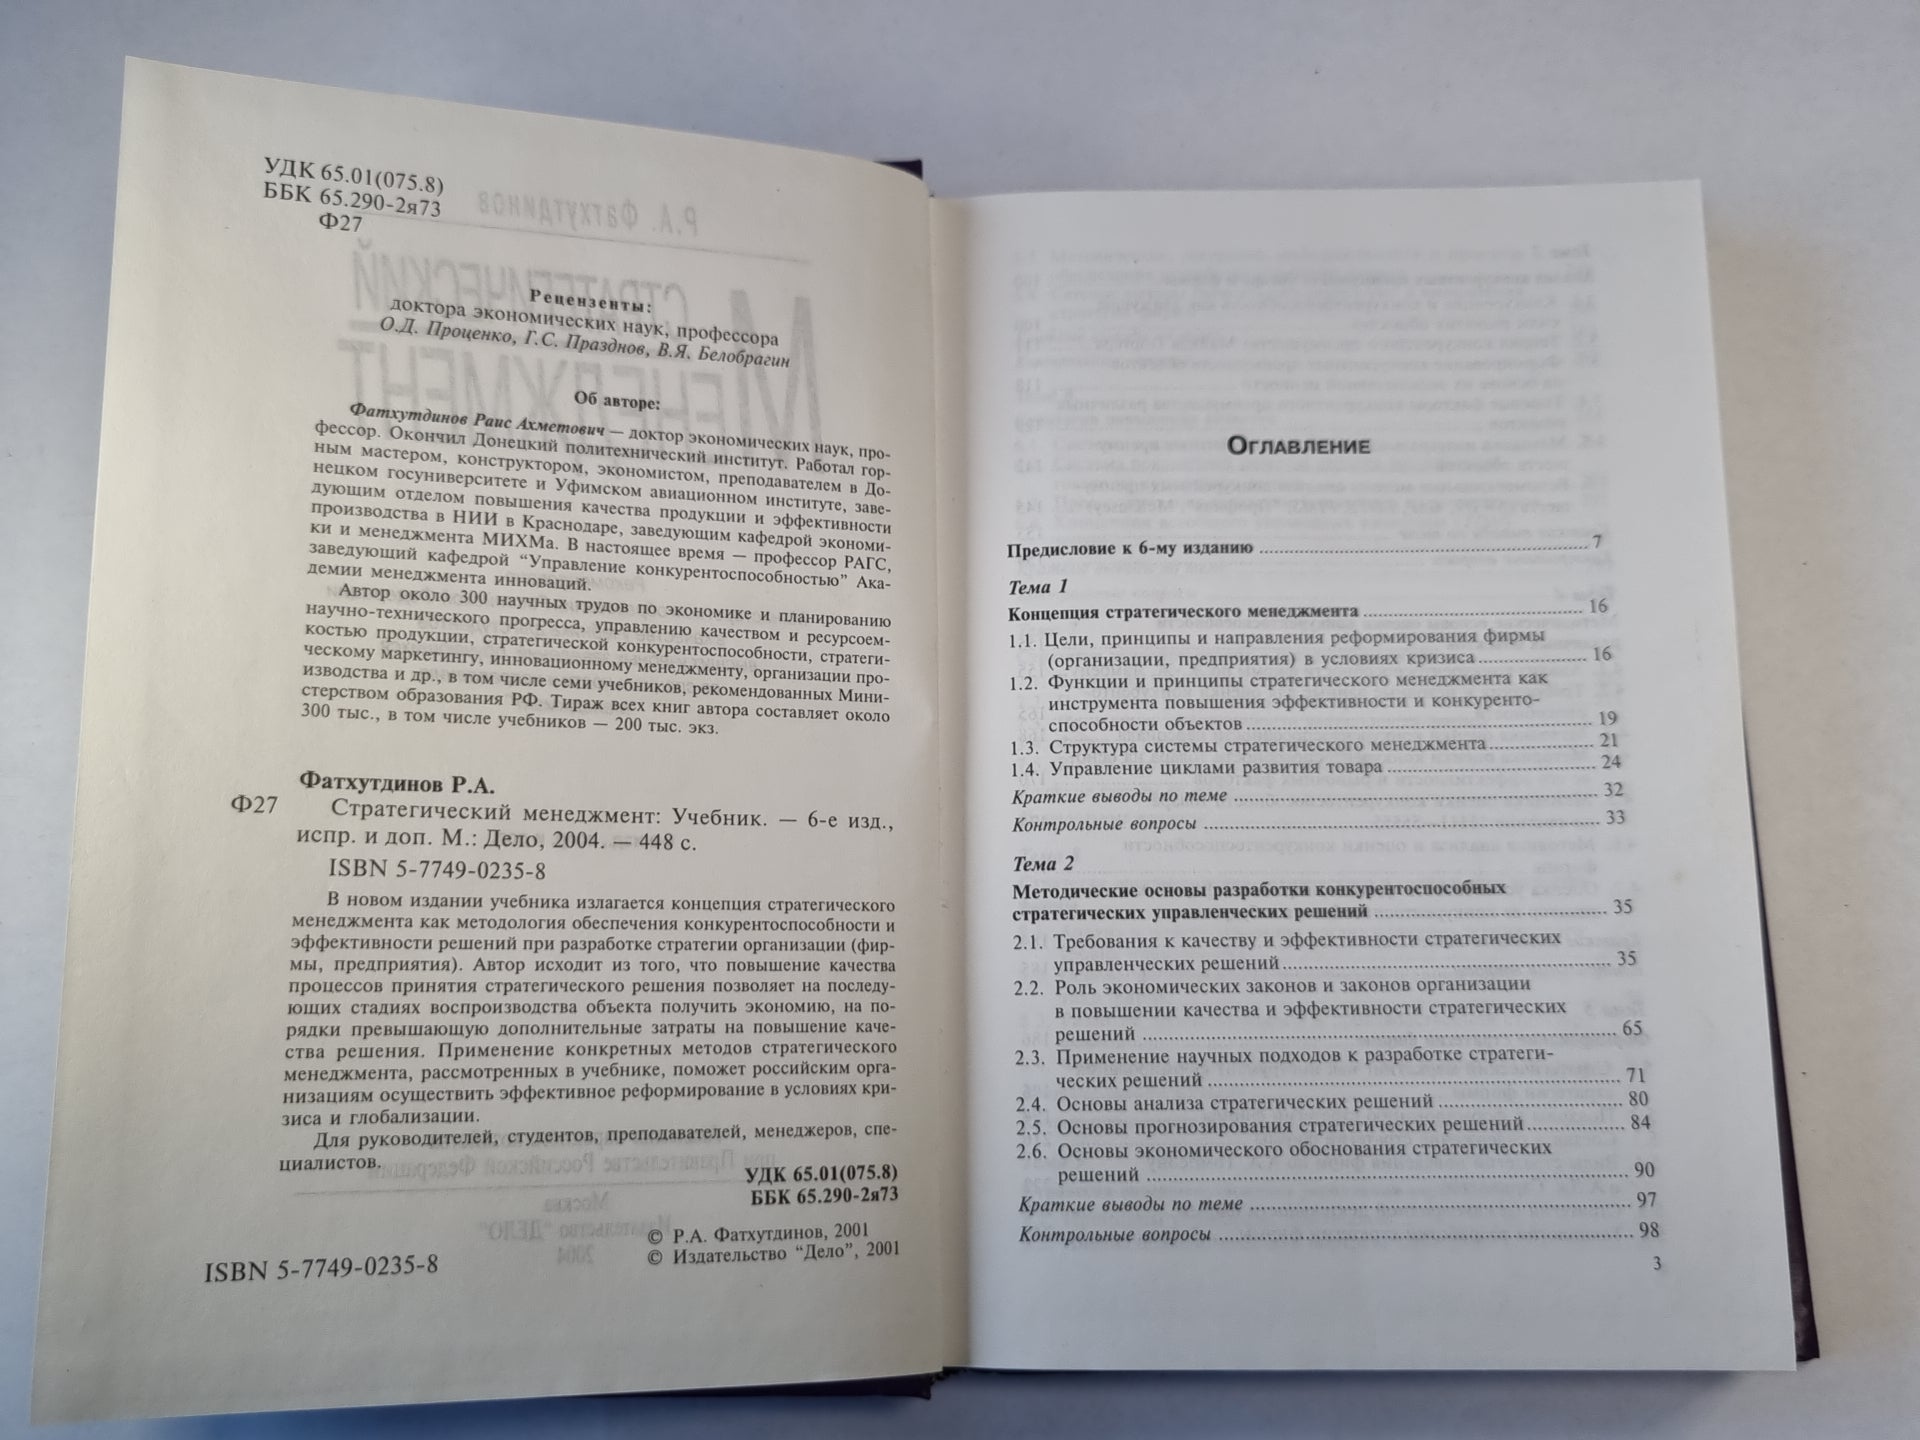 УДК 65.01(075.8)
ББК 65.290-2я73
Ф27
Рецензенты:
доктора экономических наук, профессора
О.Д. Проценко, Г.С. Празднов, В.Я. Белобрагин
Об авторе:
Фатхутдинов Раис Ахметович — доктор экономических наук, про-
фессор. Окончил Донецкий политехнический институт. Работал гор-
ным мастером, конструктором, экономистом, преподавателем в До-
нецком госуниверситете и Уфимском авиационном институте, заве-
дующим отделом повышения качества продукции и эффективности
производства в НИИ в Краснодаре, заведующим кафедрой экономи-
ки и менеджмента МИХМа. В настоящее время — профессор РАГС,
заведующий кафедрой “Управление конкурентоспособностью” Ака-
демии менеджмента инноваций.
Автор около 300 научных трудов по экономике и планированию
научно-технического прогресса, управлению качеством и ресурсоем-
костью продукции, стратегической конкурентоспособности, стратеги-
ческому маркетингу, инновационному менеджменту, организации про-
изводства и др., в том числе семи учебников, рекомендованных Мини-
стерством образования РФ. Тираж всех книг автора составляет около
300 тыс., в том числе учебников — 200 тыс. экз.
Фатхутдинов Р.А.
Ф27 Стратегический менеджмент: Учебник. — 6-е изд.,
испр. и доп. М.: Дело, 2004. — 448 с.
ISBN 5-7749-0235-8
В новом издании учебника излагается концепция стратегического
менеджмента как методология обеспечения конкурентоспособности и
эффективности решений при разработке стратегии организации (фир-
мы, предприятия). Автор исходит из того, что повышение качества
процессов принятия стратегического решения позволяет на последу-
ющих стадиях воспроизводства объекта получить экономию, на по-
рядки превышающую дополнительные затраты на повышение каче-
ства решения. Применение конкретных методов стратегического
менеджмента, рассмотренных в учебнике, поможет российским орга-
низациям осуществить эффективное реформирование в условиях кри-
зиса и глобализации.
Для руководителей, студентов, преподавателей, менеджеров, спе-
циалистов.
УДК 65.01(075.8)
ББК 65.290-2я73
© Р.А. Фатхутдинов, 2001
© Издательство “Дело”, 2001
ISBN 5-7749-0235-8
ОГЛАВЛЕНИЕ
Предисловие к 6-му изданию ........ 7
Тема 1
Концепция стратегического менеджмента ........ 16
1.1. Цели, принципы и направления реформирования фирмы
(организации, предприятия) в условиях кризиса ........ 16
1.2. Функции и принципы стратегического менеджмента как
инструмента повышения эффективности и конкуренто-
способности объектов ........ 19
1.3. Структура системы стратегического менеджмента ........ 21
1.4. Управление циклами развития товара ........ 24
Краткие выводы по теме ........ 32
Контрольные вопросы ........ 33
Тема 2
Методические основы разработки конкурентоспособных
стратегических управленческих решений ........ 35
2.1. Требования к качеству и эффективности стратегических
управленческих решений ........ 35
2.2. Роль экономических законов и законов организации
в повышении качества и эффективности стратегических
решений ........ 65
2.3. Применение научных подходов к разработке стратеги-
ческих решений ........ 71
2.4. Основы анализа стратегических решений ........ 80
2.5. Основы прогнозирования стратегических решений ........ 84
2.6. Основы экономического обоснования стратегических
решений ........ 90
Краткие выводы по теме ........ 97
Контрольные вопросы ........ 98
3